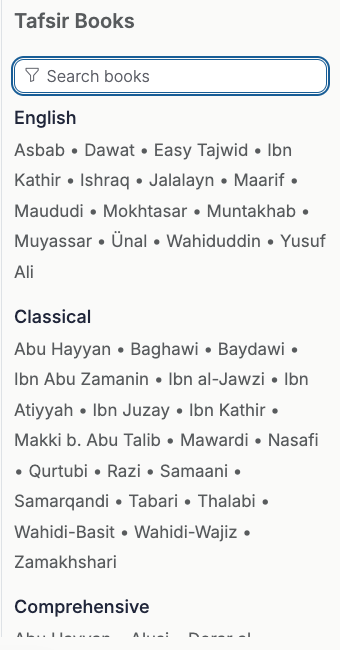 Tafsir Books
Search books
English
Asbab • Dawat • Easy Tajwid • Ibn
Kathir • Ishraq • Jalalayn • Maarif •
Maududi • Mokhtasar • Muntakhab •
Muyassar • Ünal • Wahiduddin • Yusuf
Ali
Classical
Abu Hayyan • Baghawi • Baydawi •
Ibn Abu Zamanin • Ibn al-Jawzi • Ibn
Atiyyah • Ibn Juzay • Ibn Kathir •
Makki b. Abu Talib • Mawardi • Nasafi
• Qurtubi • Razi • Samaani •
Samarqandi • Tabari • Thalabi •
Wahidi-Basit • Wahidi-Wajiz •
Zamakhshari
Comprehensive
Abu Hayyan